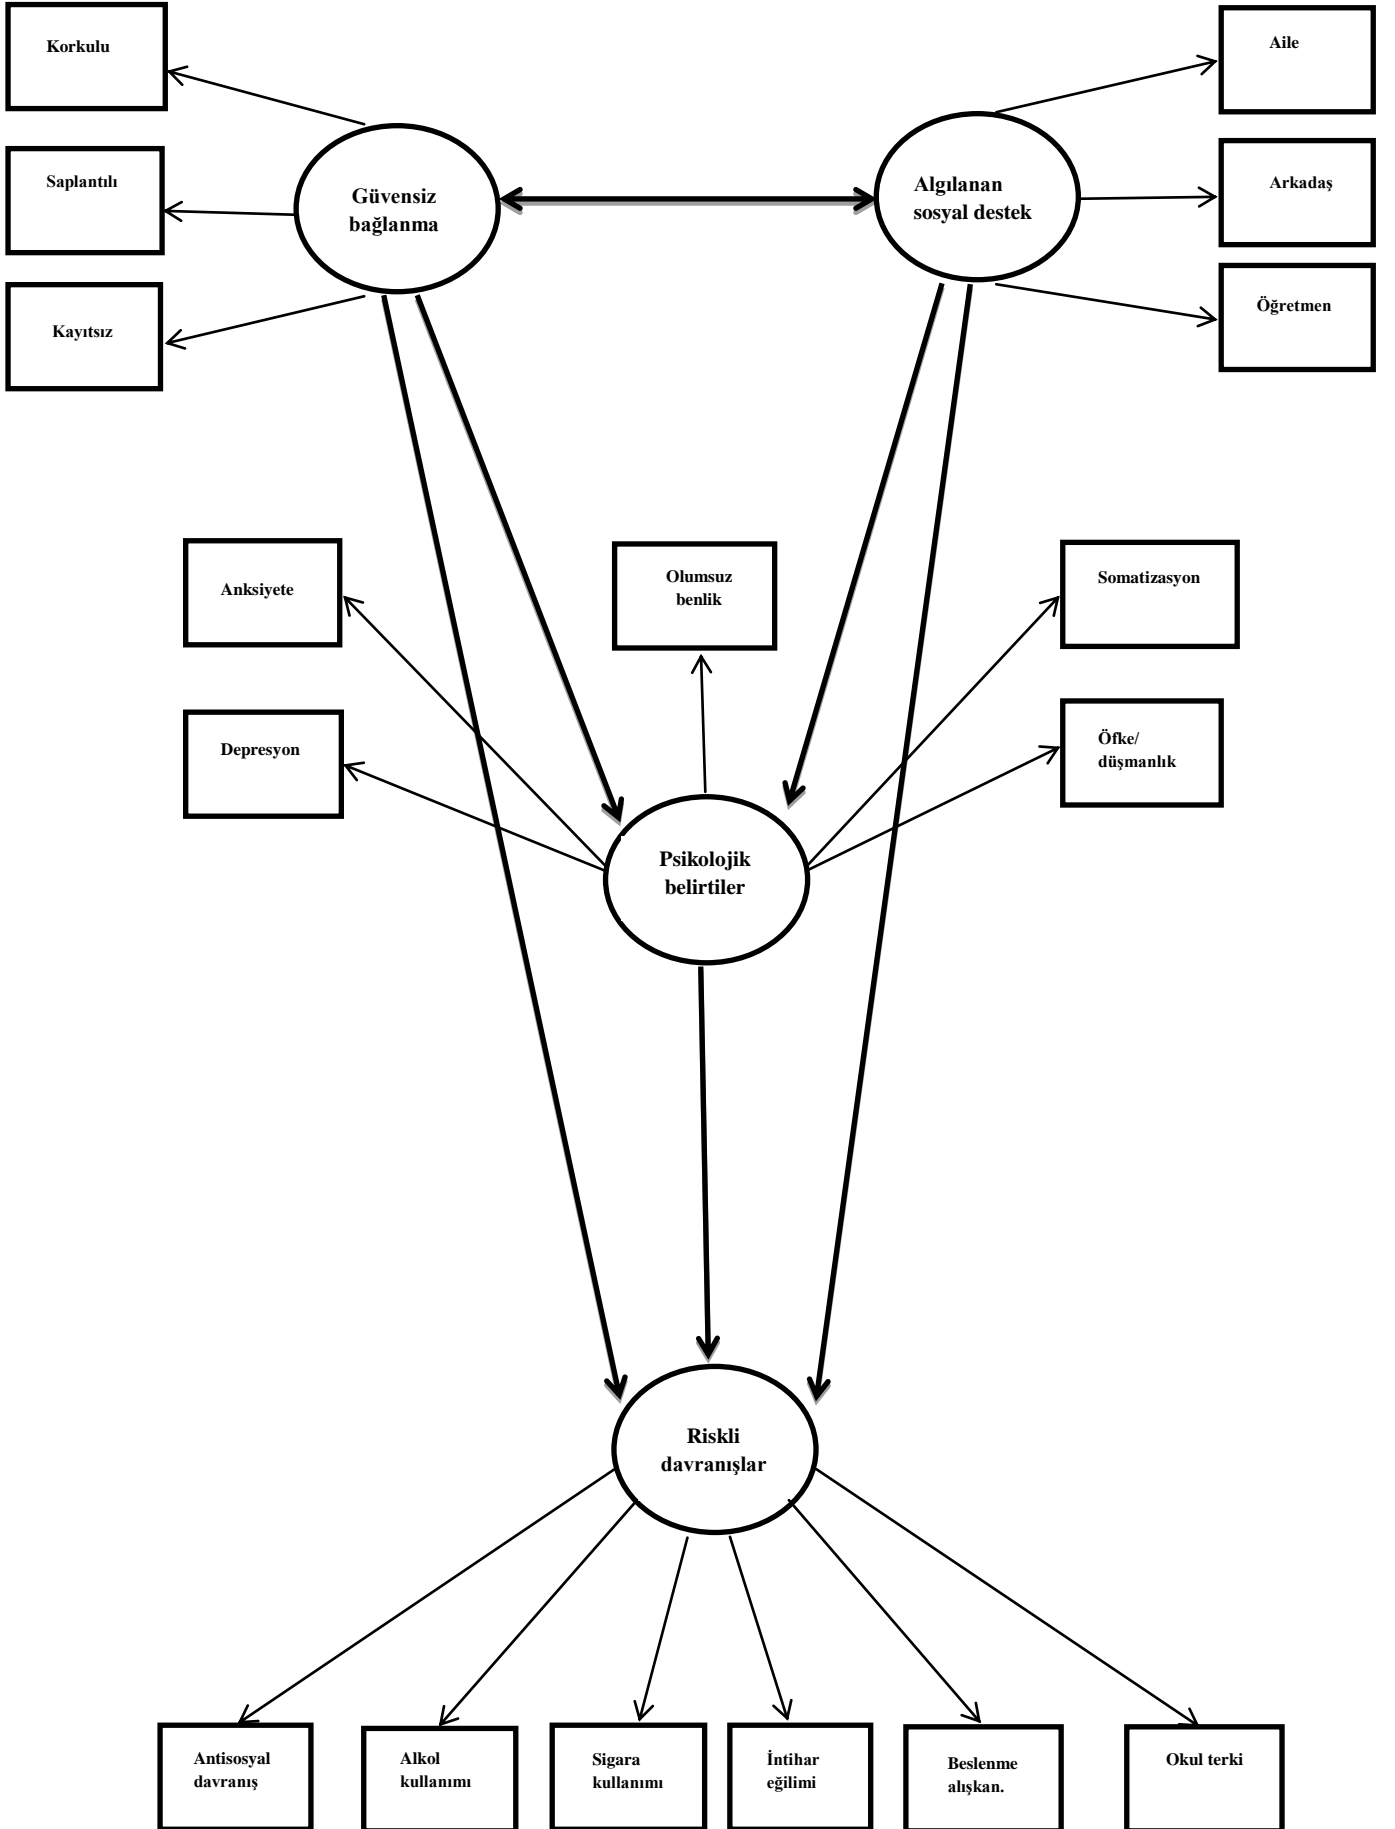 Korkulu
Aile
Saplantılı
Güvensiz
bağlanma
Algılanan
sosyal destek
Arkadaş
Kayıtsız
Öğretmen
Anksiyete
Olumsuz
benlik
Somatizasyon
Depresyon
Öfke/
düşmanlık
Psikolojik
belirtiler
Riskli
davranışlar
Antisosyal
davranış
Alkol
kullanımı
Sigara
kullanımı
İntihar
eğilimi
Beslenme
alışkan.
Okul terki